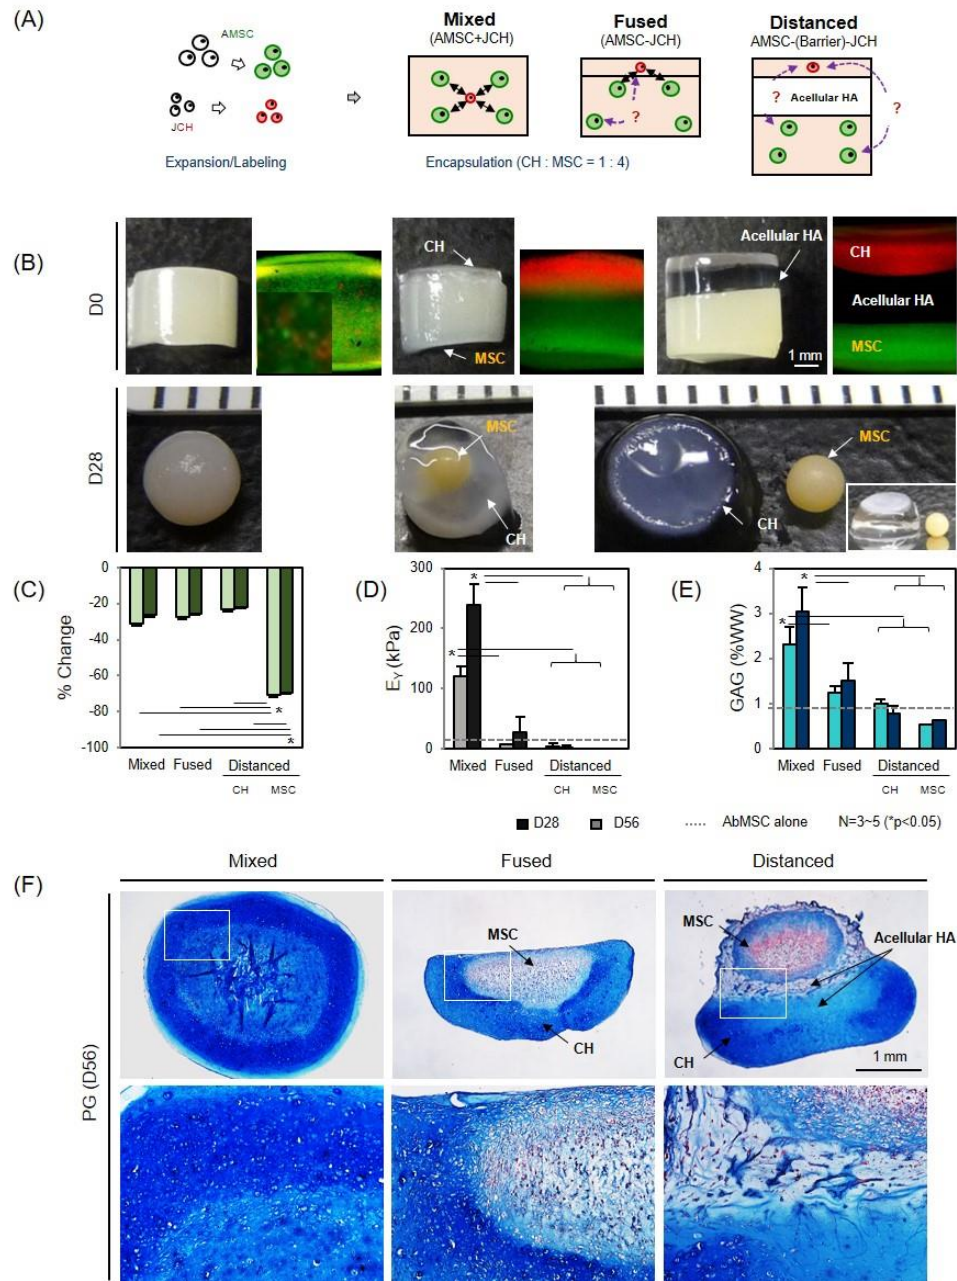 (A)
AMSC
JCH
Expansion/Labeling
Mixed
(AMSC+JCH)
Fused
(AMSC-JCH)
?
Distanced
AMSC-(Barrier)-JCH
? Acellular HA
?
Encapsulation (CH : MSC = 1 : 4)
(B)
D0
CH
MSC
Acellular HA
1 mm
CH
Acellular HA
MSC
D28
MSC
CH
MSC
CH
(C)
% Change
0
-20
-40
-60
-80
-100
*
*
Mixed Fused Distanced
CH MSC
(D)
EY (kPa)
300
200
100
0
*
*
Mixed Fused Distanced
CH MSC
(E)
GAG (%WW)
4
3
2
1
0
*
*
Mixed Fused Distanced
CH MSC
D28 D56 AbMSC alone N=3~5 (*p<0.05)
(F)
Mixed Fused Distanced
PG (D56)
MSC
CH
MSC
Acellular HA
CH
1 mm